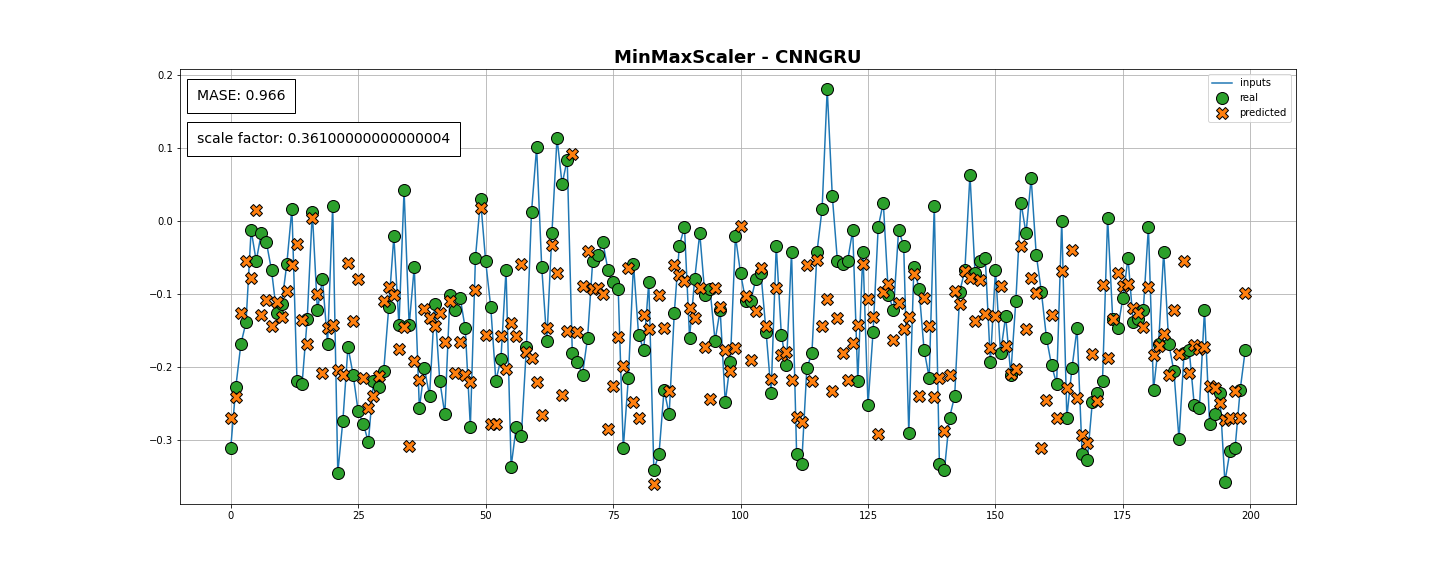 MinMaxScaler - CNNGRU
MASE: 0.966
scale factor: 0.36100000000000004
inputs
real
predicted
0.2
0.1
0.0
−0.1
−0.2
−0.3
0 25 50 75 100 125 150 175 200